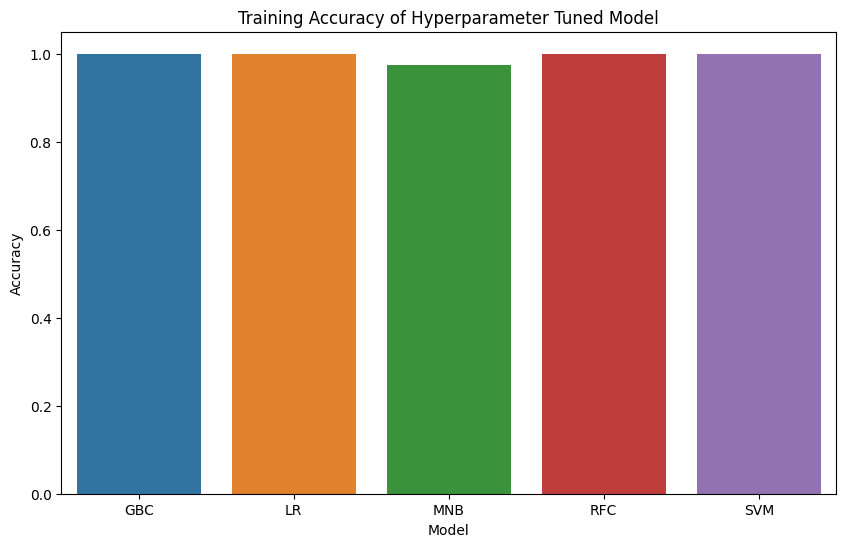 Training Accuracy of Hyperparameter Tuned Model
1.0
0.8
0.6
0.4
0.2
0.0
Accuracy
GBC LR MNB RFC SVM
Model